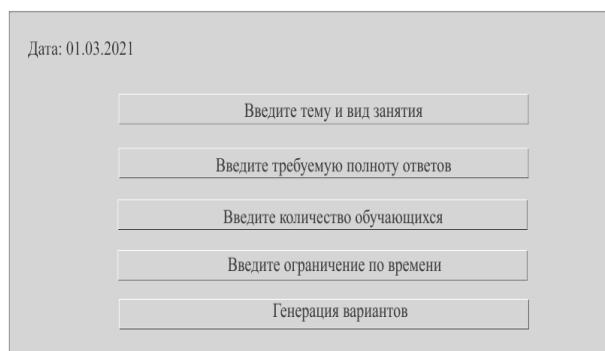 Дата: 01.03.2021
Введите тему и вид занятия
Введите требуемую полноту ответов
Введите количество обучающихся
Введите ограничение по времени
Генерация вариантов